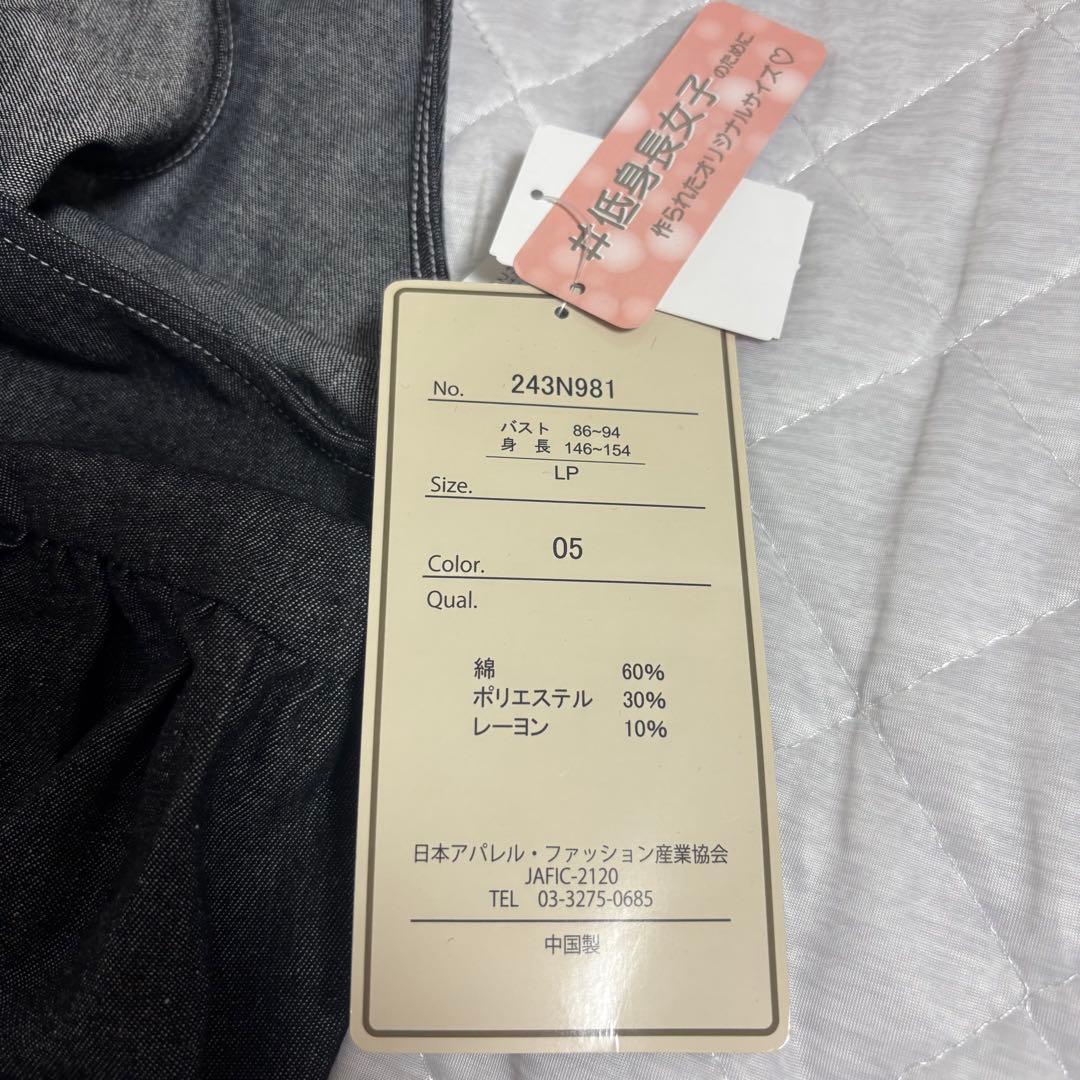 #低身長女子のために
作られたオリジナルサイズ♡
No. 243N981
バスト 86~94
身長 146~154
LP
Size.
Color. 05
Qual.
綿 60%
ポリエステル 30%
レーヨン 10%
日本アパレル・ファッション産業協会
JAFIC-2120
TEL 03-3275-0685
中国製